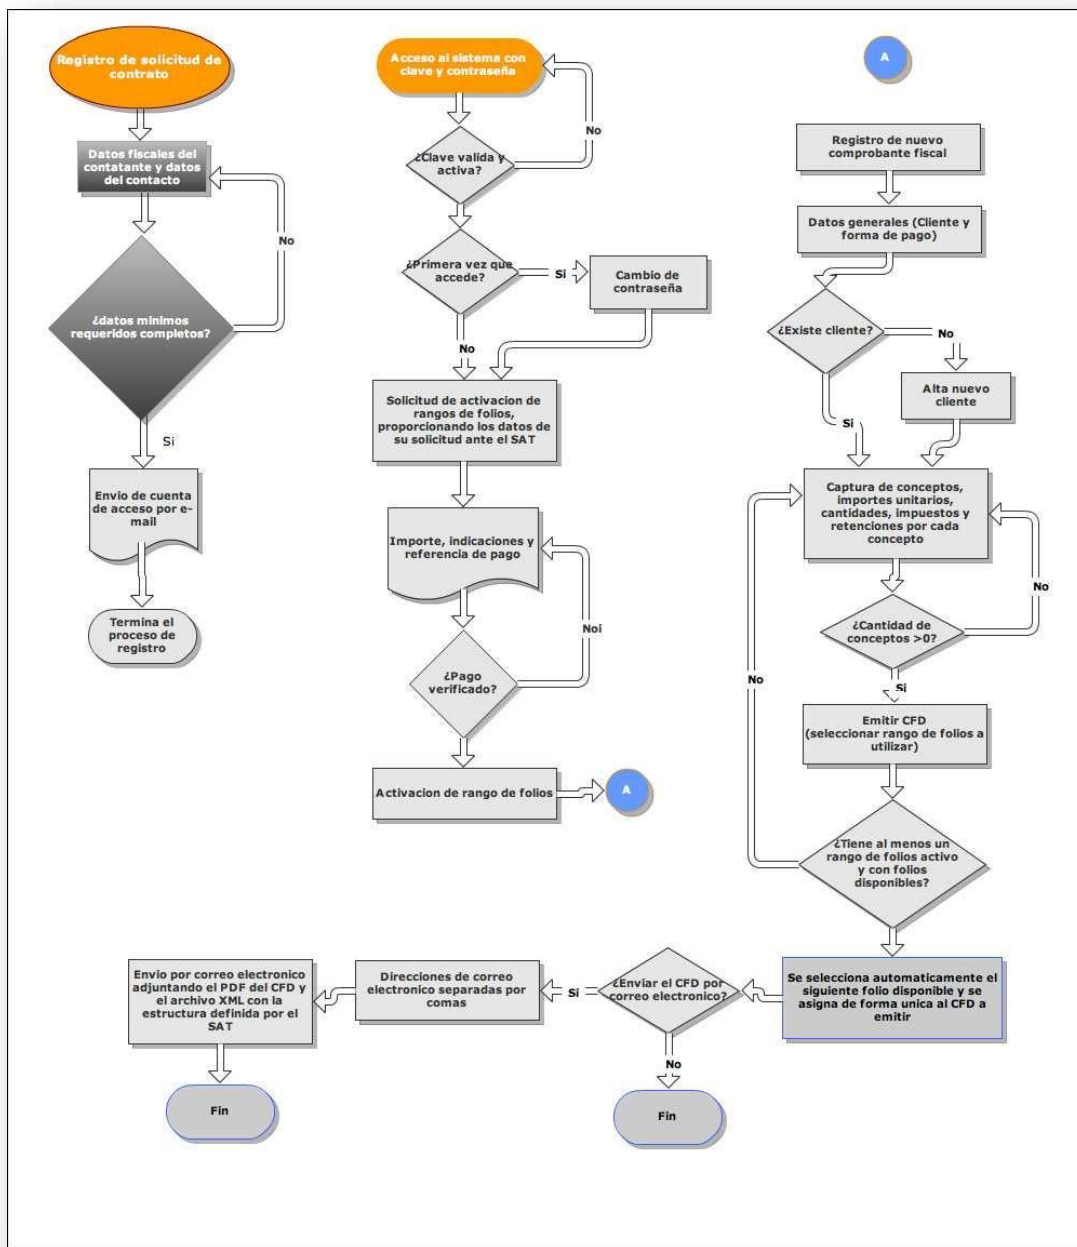 Registro de solicitud de
contrato
Datos fiscales del
contatante y datos
del contacto
No
¿datos minimos
requeridos completos?
Si
Envio de cuenta
de acceso por e-
mail
Termina el
proceso de
registro
Acceso al sistema con
clave y contraseña
No
¿Clave valida y
activa?
¿Primera vez que
accede?
Si
Cambio de
contraseña
No
Solicitud de activacion de
rangos de folios,
proporcionando los datos de
su solicitud ante el SAT
Importe, indicaciones y
referencia de pago
Noi
¿Pago
verificado?
Activacion de rango de folios
A
A
Registro de nuevo
comprobante fiscal
Datos generales (Cliente y
forma de pago)
¿Existe cliente?
No
Alta nuevo
cliente
Si
Captura de conceptos,
importes unitarios,
cantidades, impuestos y
retenciones por cada
concepto
No
¿Cantidad de
conceptos >0?
Si
No
Emitir CFD
(seleccionar rango de folios a
utilizar)
¿Tiene al menos un
rango de folios activo
y con folios
disponibles?
Se selecciona automaticamente el
siguiente folio disponible y se
asigna de forma unica al CFD a
emitir
¿Enviar el CFD por
correo electronico?
Si
Direcciones de correo
electronico separadas por
comas
Envio por correo electronico
adjuntando el PDF del CFD y
el archivo XML con la
estructura definida por el
SAT
Fin
No
Fin